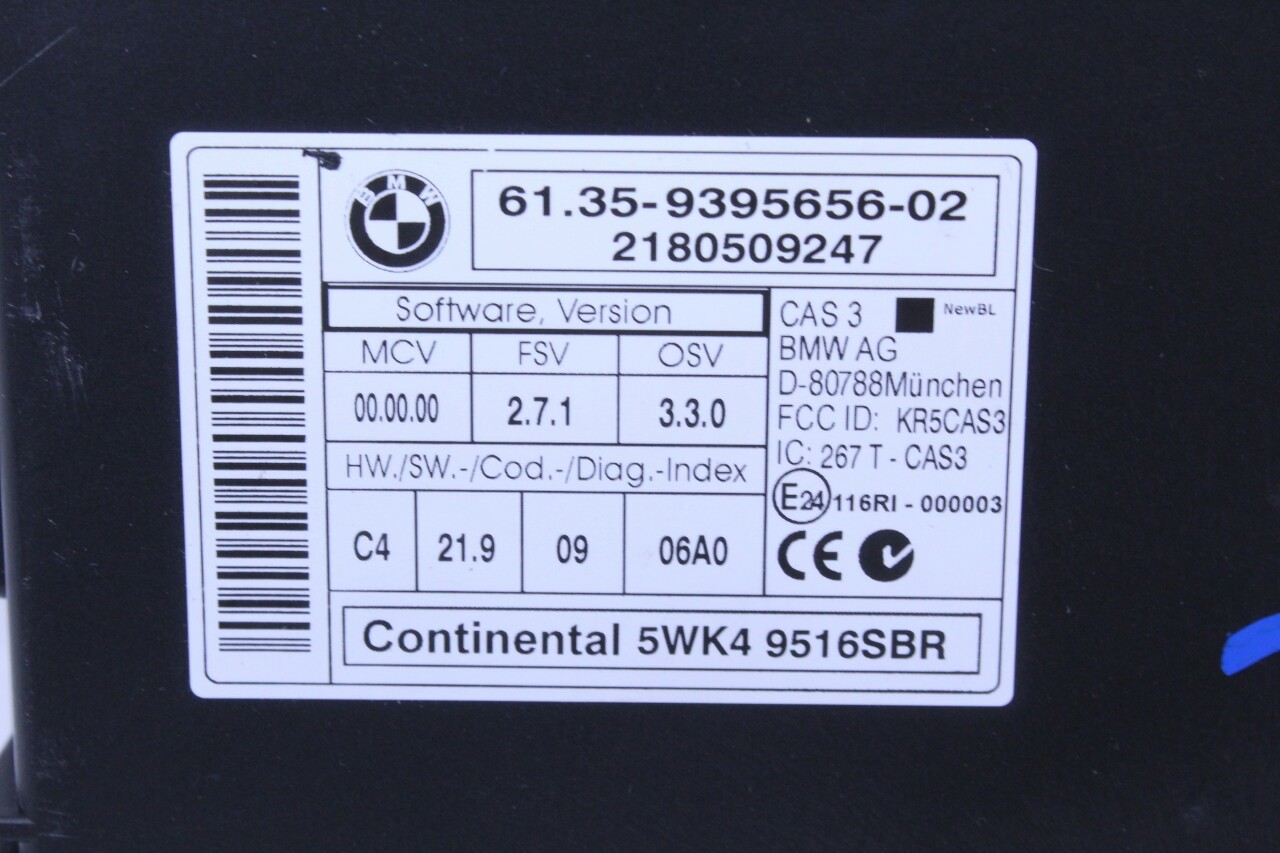 BMW
61.35-9395656-02
2180509247
Software, Version
MCV FSV OSV
00.00.00 2.7.1 3.3.0
HW./SW.-/Cod.-/Diag.-Index
C4 21.9 09 06A0
CAS 3 NewBL
BMW AG
D-80788München
FCC ID: KR5CAS3
IC: 267 T - CAS3
E24 116RI - 000003
CE
Continental 5WK4 9516SBR